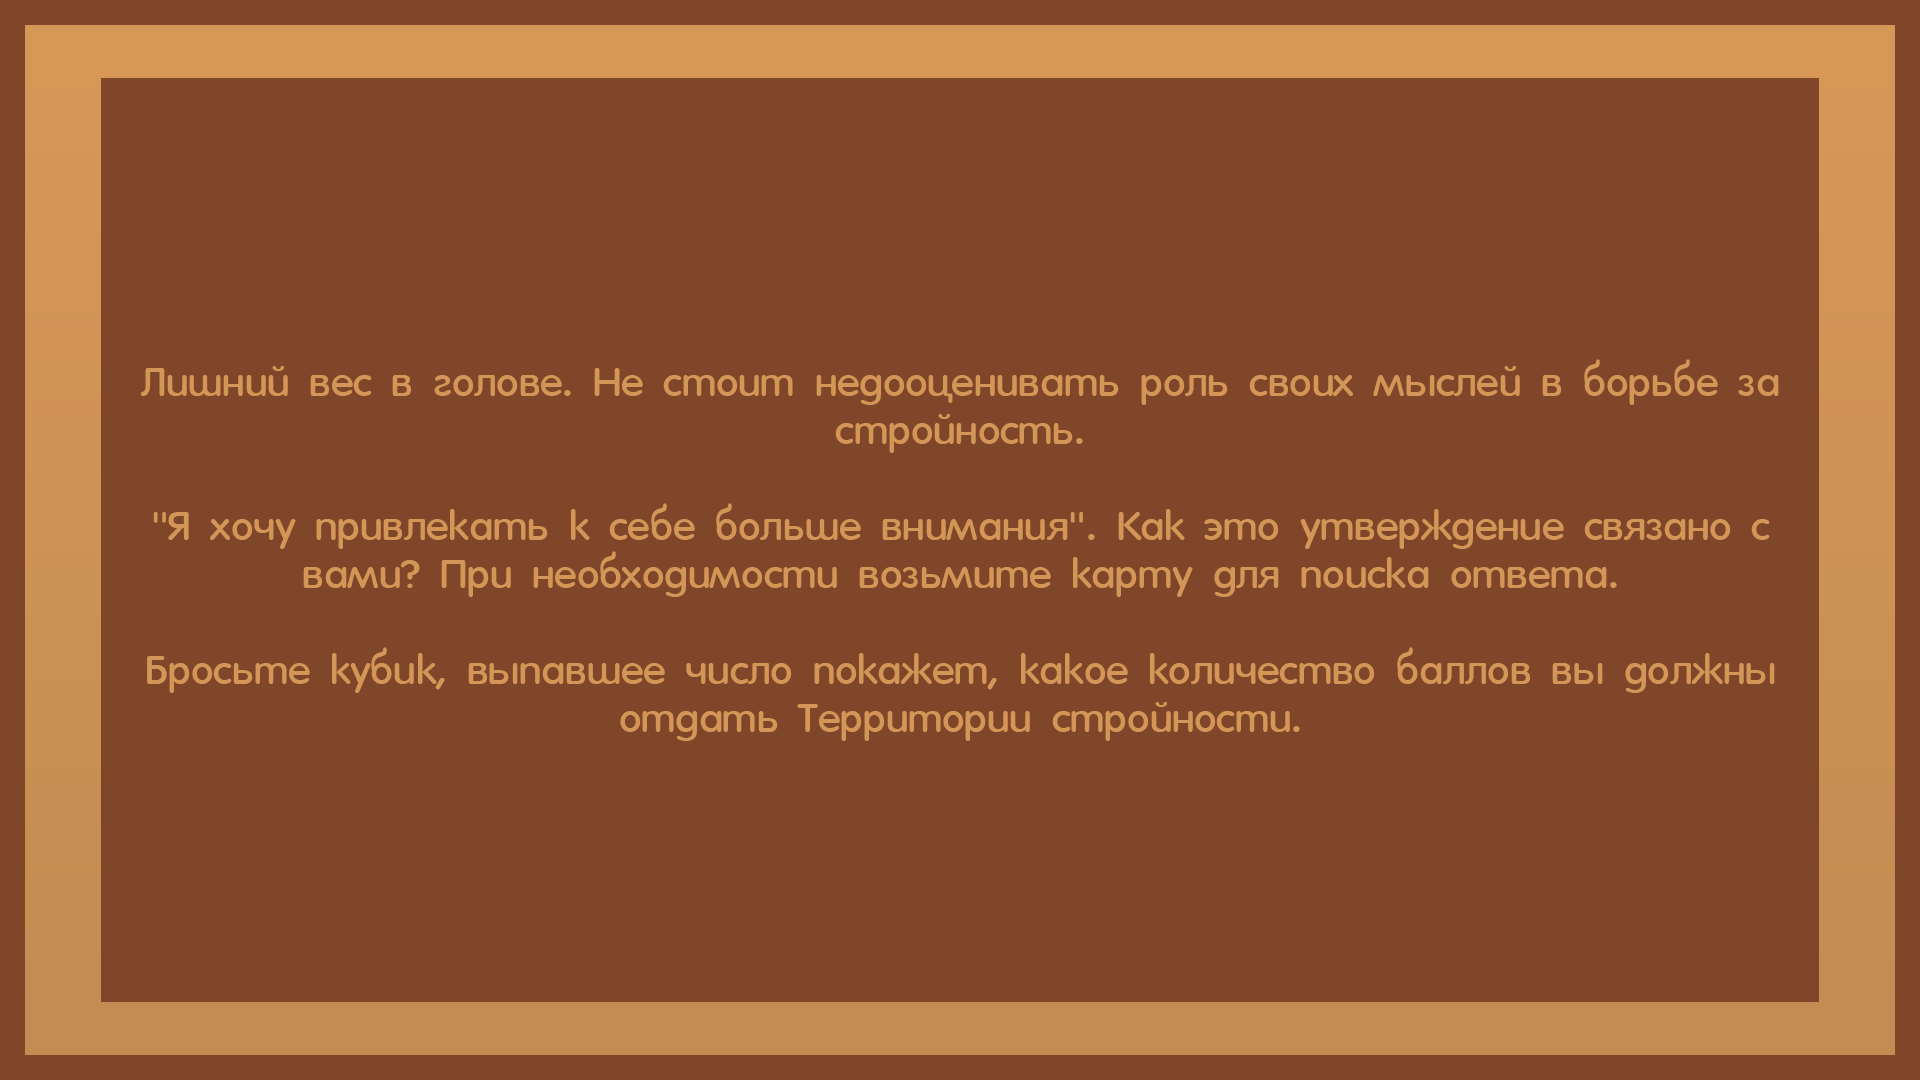 Лишний вес в голове. Не стоит недооценивать роль своих мыслей в борьбе за
стройность.
"Я хочу привлекать к себе больше внимания". Как это утверждение связано с
вами? При необходимости возьмите карту для поиска ответа.
Бросьте кубик, выпавшее число покажет, какое количество баллов вы должны
отдать Территории стройности.